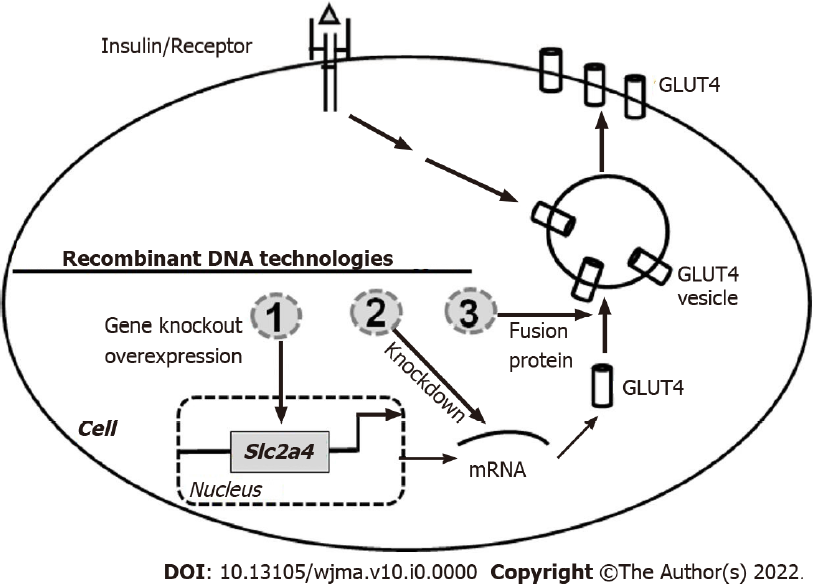 Insulin/Receptor
GLUT4
Recombinant DNA technologies
GLUT4
vesicle
1
2
3
Gene knockout
overexpression
Knockdown
Fusion
protein
GLUT4
Cell
Slc2a4
mRNA
Nucleus
DOI: 10.13105/wjma.v10.i0.0000 Copyright ©The Author(s) 2022.